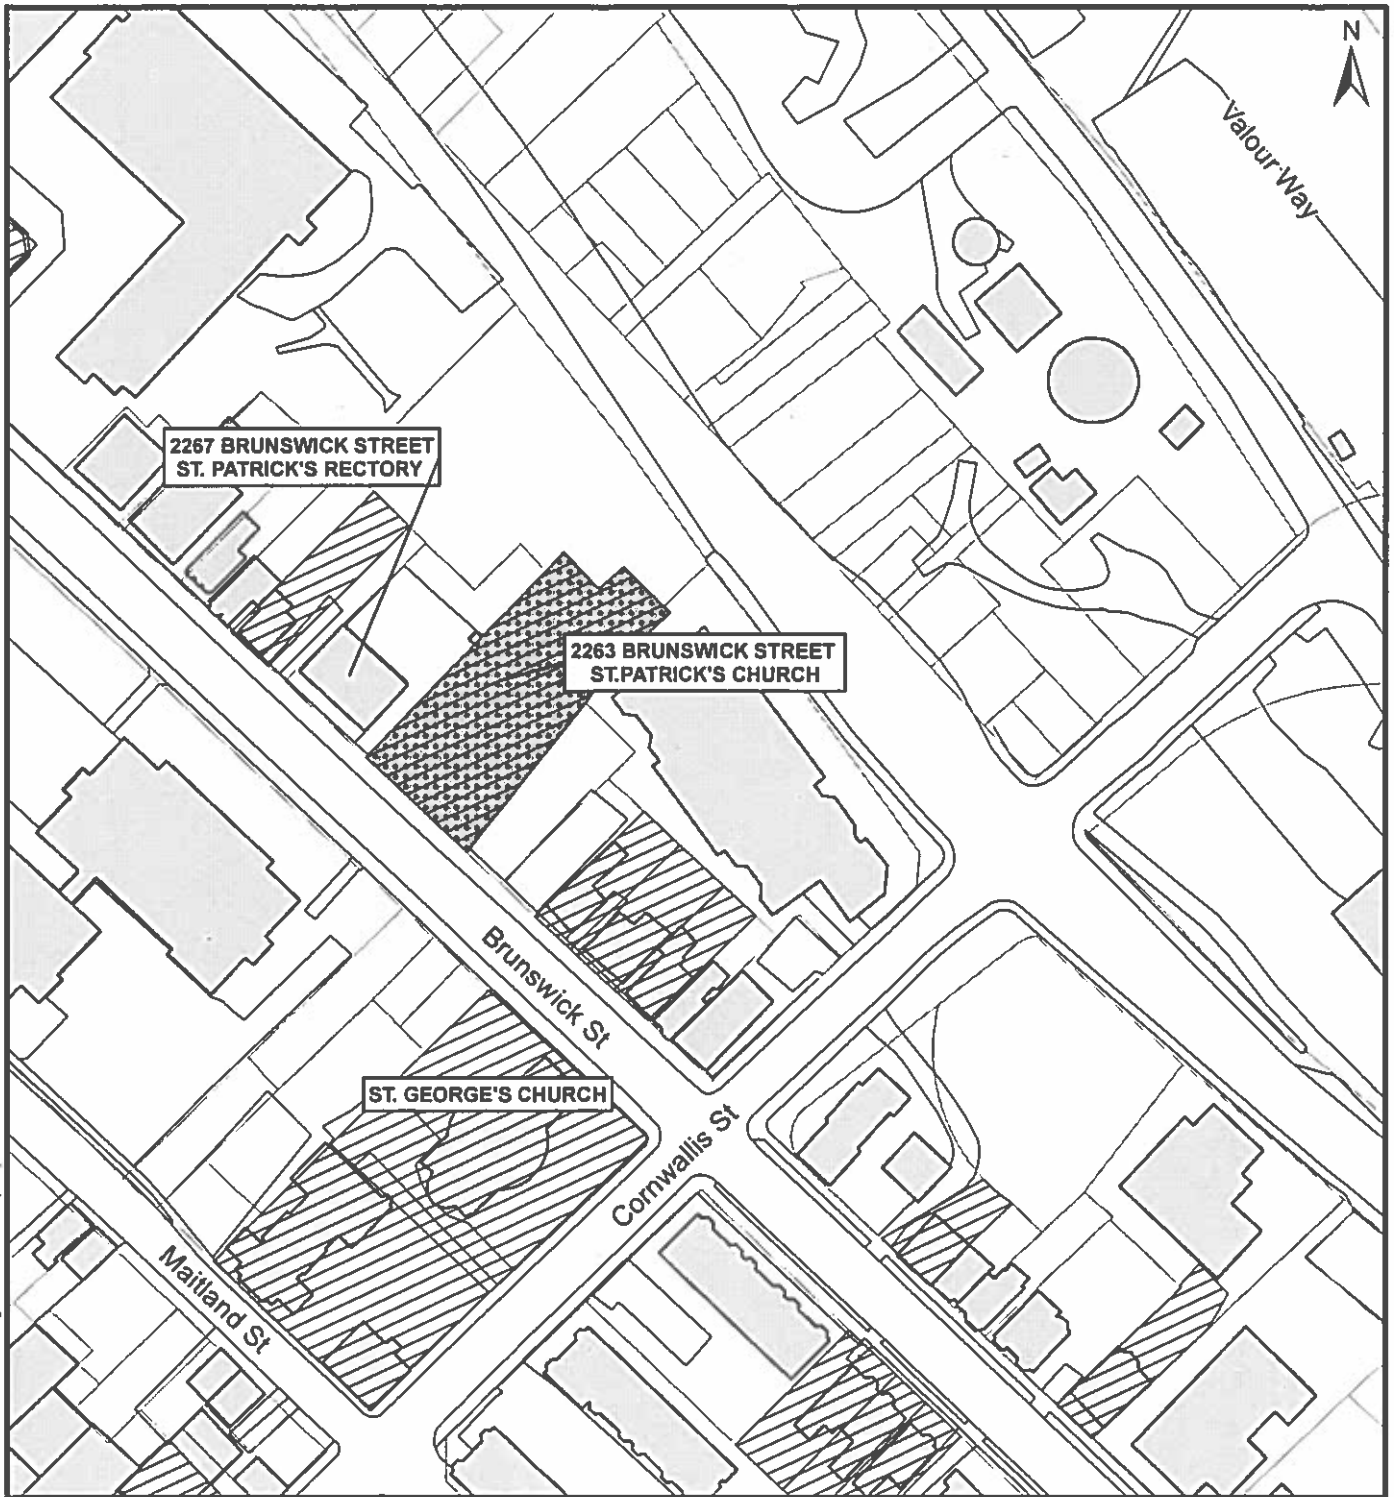 N
Valour Way
2267 BRUNSWICK STREET
ST. PATRICK'S RECTORY
2263 BRUNSWICK STREET
ST.PATRICK'S CHURCH
Brunswick St
ST. GEORGE'S CHURCH
Cornwallis St
Maitland St